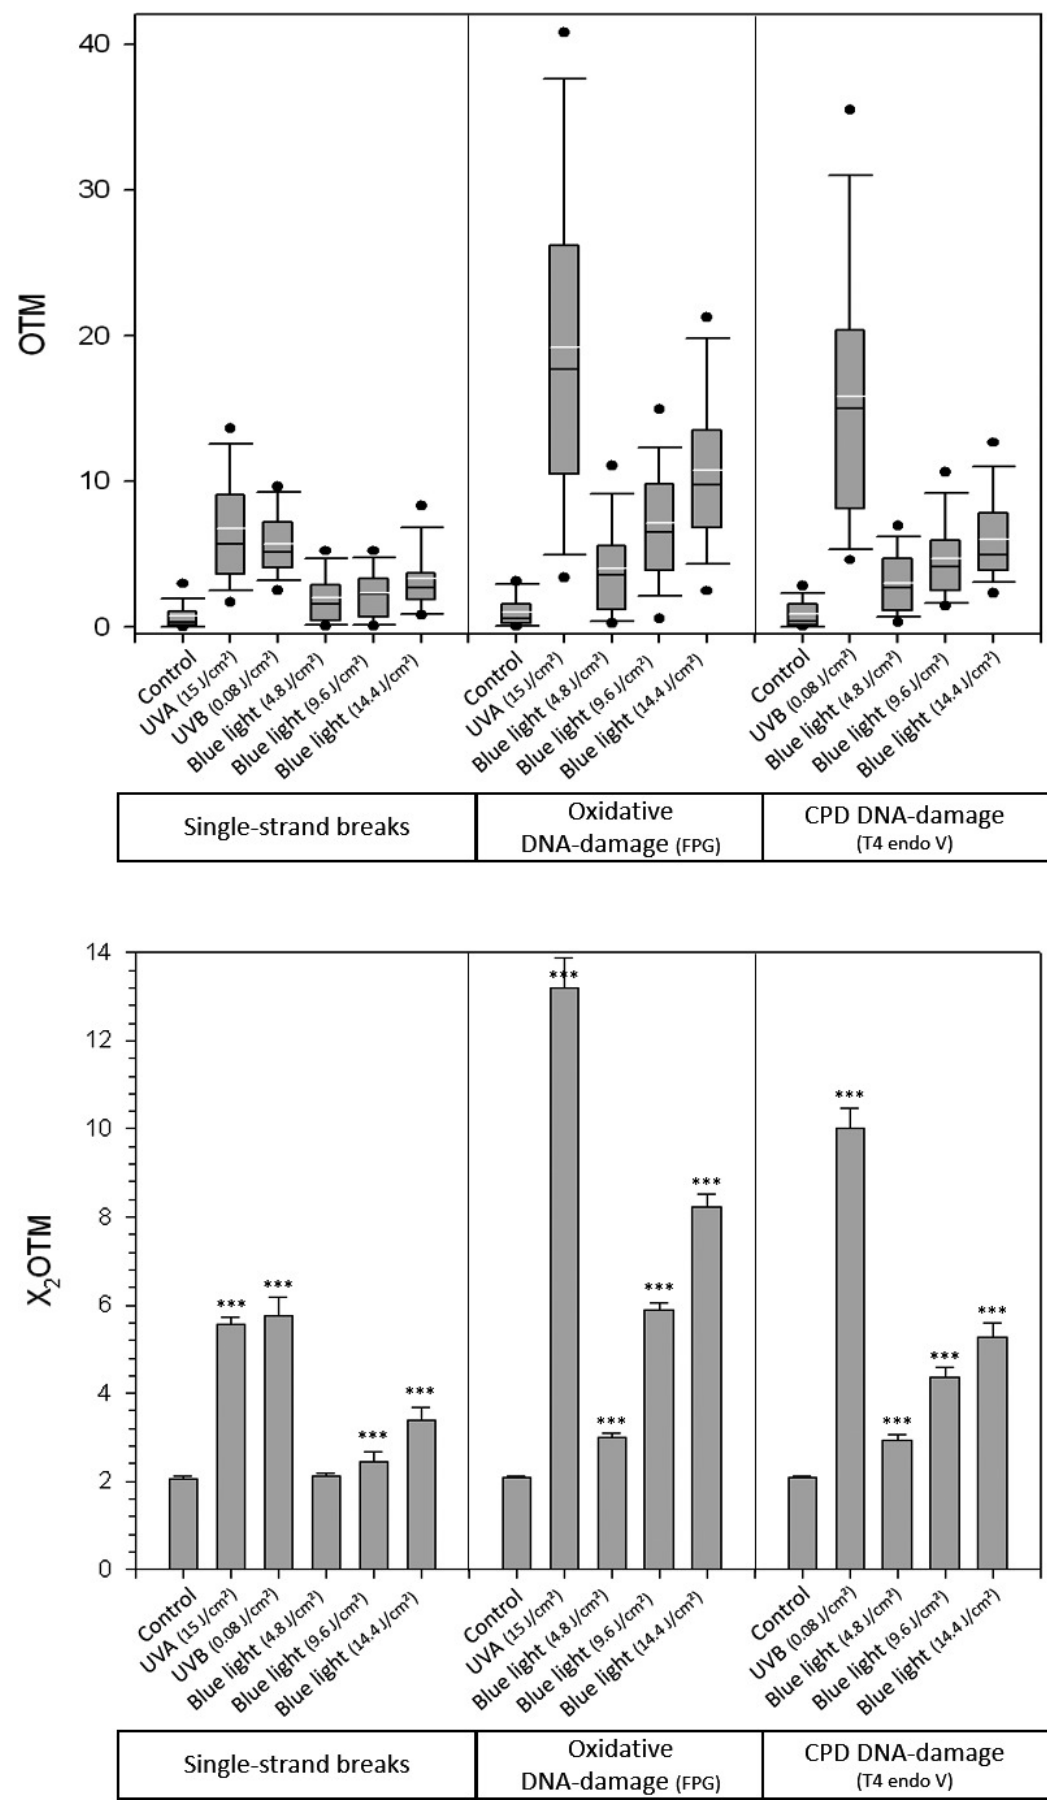 40
30
20
10
0
OTM
Control
UVA (15 J/cm²)
UVB (0.08 J/cm²)
Blue light (4.8 J/cm²)
Blue light (9.6 J/cm²)
Blue light (14.4 J/cm²)
Control
UVA (15 J/cm²)
Blue light (4.8 J/cm²)
Blue light (9.6 J/cm²)
Blue light (14.4 J/cm²)
Control
UVB (0.08 J/cm²)
Blue light (4.8 J/cm²)
Blue light (9.6 J/cm²)
Blue light (14.4 J/cm²)
Single-strand breaks
Oxidative
DNA-damage (FPG)
CPD DNA-damage
(T4 endo V)
14
12
10
8
6
4
2
0
X₂OTM
***
***
***
***
***
***
***
***
***
***
***
***
Control
UVA (15 J/cm²)
UVB (0.08 J/cm²)
Blue light (4.8 J/cm²)
Blue light (9.6 J/cm²)
Blue light (14.4 J/cm²)
Control
UVA (15 J/cm²)
Blue light (4.8 J/cm²)
Blue light (9.6 J/cm²)
Blue light (14.4 J/cm²)
Control
UVB (0.08 J/cm²)
Blue light (4.8 J/cm²)
Blue light (9.6 J/cm²)
Blue light (14.4 J/cm²)
Single-strand breaks
Oxidative
DNA-damage (FPG)
CPD DNA-damage
(T4 endo V)